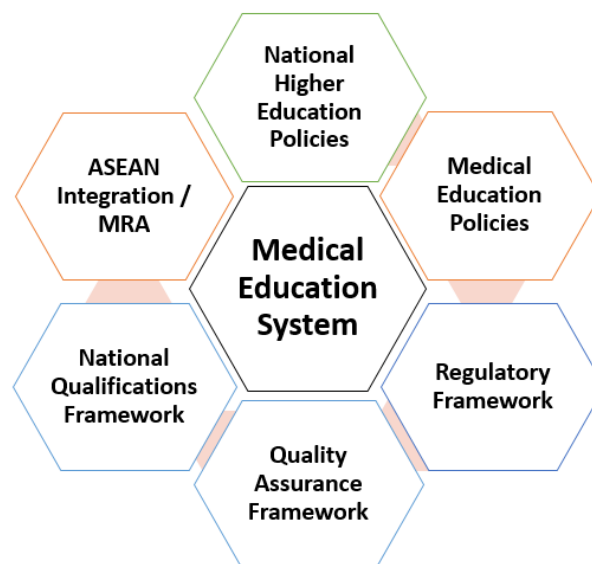 National
Higher
Education
Policies
ASEAN
Integration /
MRA
Medical
Education
Policies
Medical
Education
System
National
Qualifications
Framework
Regulatory
Framework
Quality
Assurance
Framework